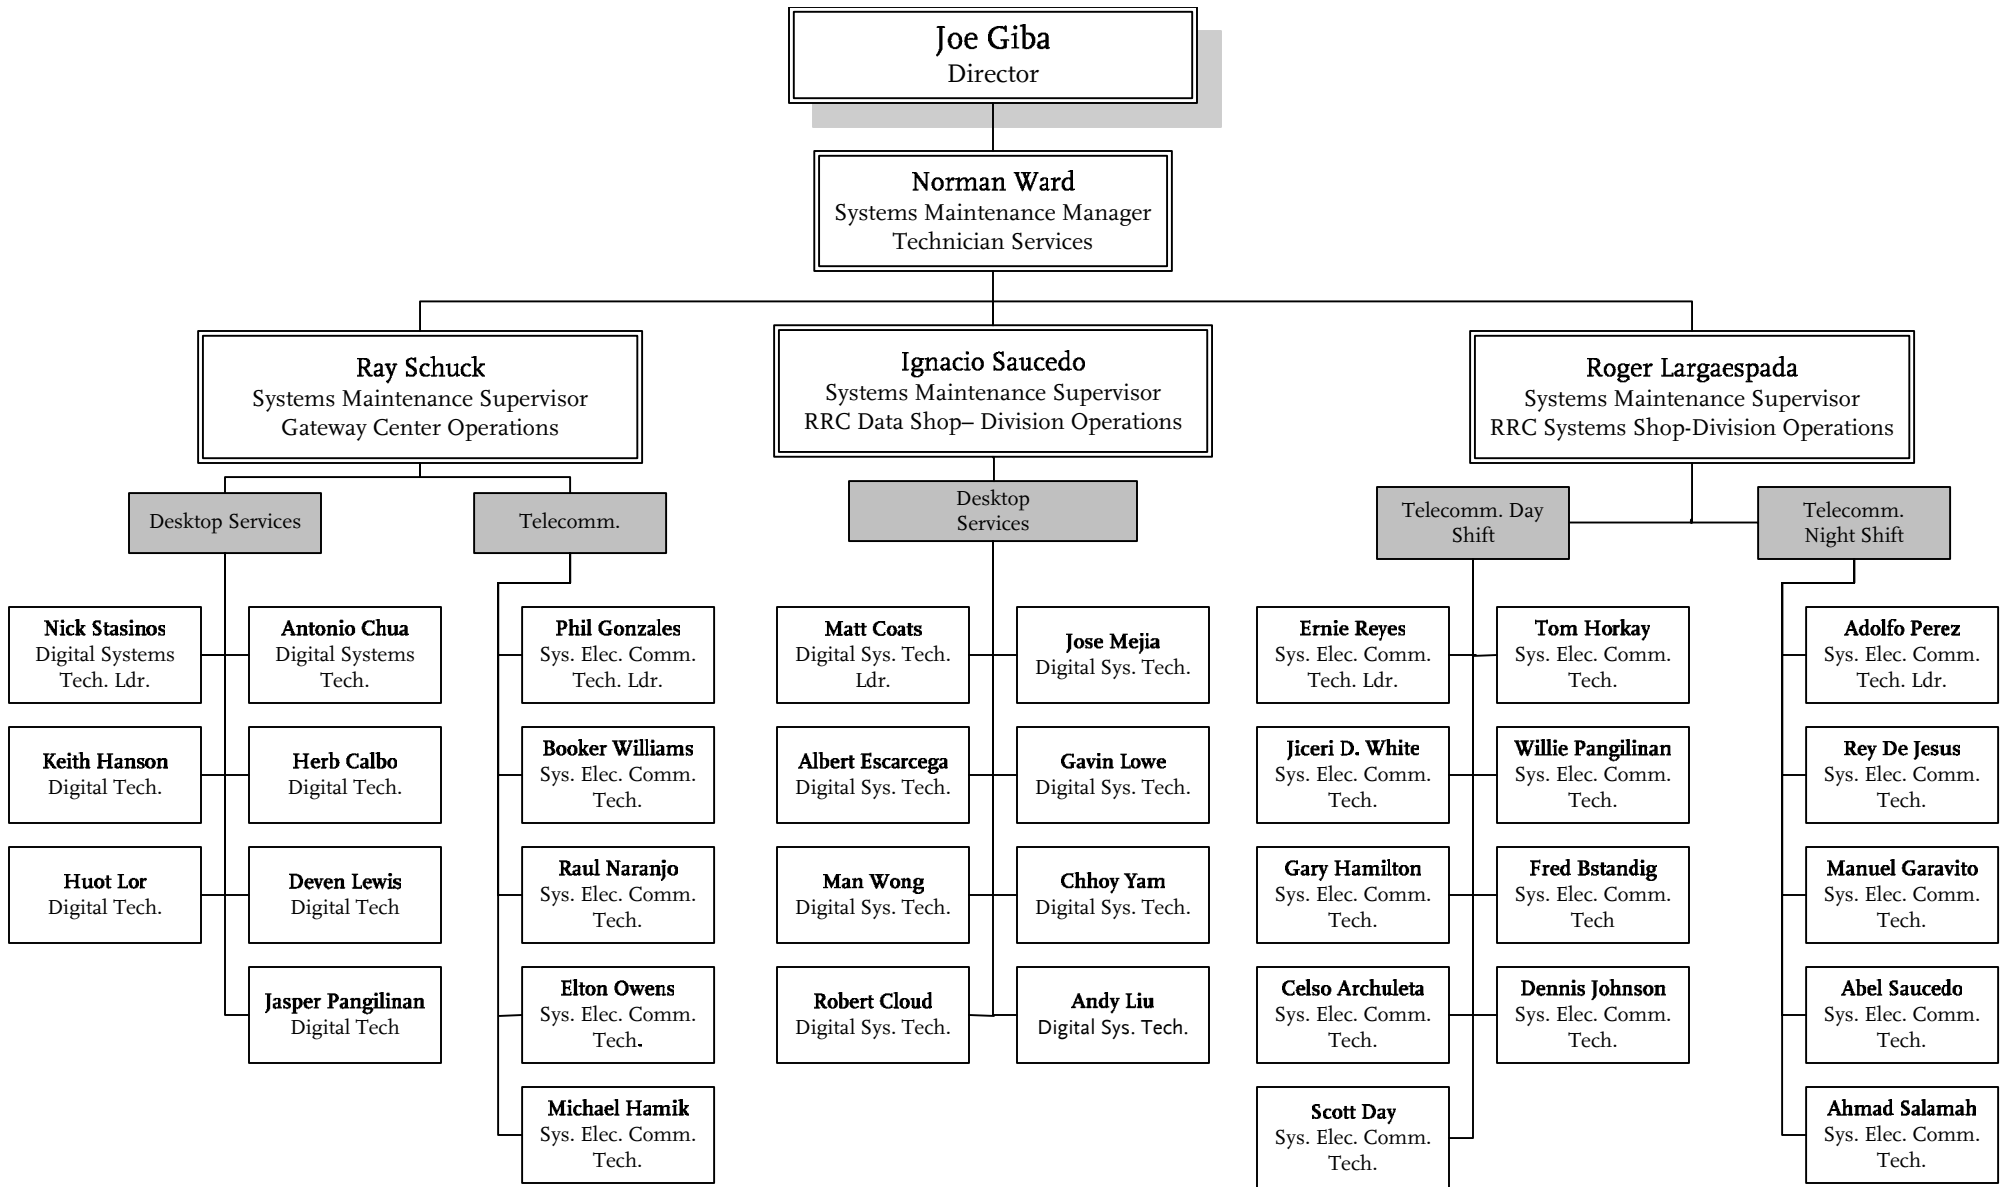 Joe Giba
Director
Norman Ward
Systems Maintenance Manager
Technician Services
Ray Schuck
Systems Maintenance Supervisor
Gateway Center Operations
Ignacio Saucedo
Systems Maintenance Supervisor
RRC Data Shop– Division Operations
Roger Largaespada
Systems Maintenance Supervisor
RRC Systems Shop-Division Operations
Desktop Services
Nick Stasinos
Digital Systems
Tech. Ldr.
Antonio Chua
Digital Systems
Tech.
Keith Hanson
Digital Tech.
Herb Calbo
Digital Tech.
Huot Lor
Digital Tech.
Deven Lewis
Digital Tech
Jasper Pangilinan
Digital Tech
Telecomm.
Phil Gonzales
Sys. Elec. Comm.
Tech. Ldr.
Booker Williams
Sys. Elec. Comm.
Tech.
Raul Naranjo
Sys. Elec. Comm.
Tech.
Elton Owens
Sys. Elec. Comm.
Tech.
Michael Hamik
Sys. Elec. Comm.
Tech.
Desktop
Services
Matt Coats
Digital Sys. Tech.
Ldr.
Jose Mejia
Digital Sys. Tech.
Albert Escarcega
Digital Sys. Tech.
Gavin Lowe
Digital Sys. Tech.
Man Wong
Digital Sys. Tech.
Chhoy Yam
Digital Sys. Tech.
Robert Cloud
Digital Sys. Tech.
Andy Liu
Digital Sys. Tech.
Telecomm. Day
Shift
Ernie Reyes
Sys. Elec. Comm.
Tech. Ldr.
Tom Horkay
Sys. Elec. Comm.
Tech.
Jiceri D. White
Sys. Elec. Comm.
Tech.
Willie Pangilinan
Sys. Elec. Comm.
Tech.
Gary Hamilton
Sys. Elec. Comm.
Tech.
Fred Bstandig
Sys. Elec. Comm.
Tech
Celso Archuleta
Sys. Elec. Comm.
Tech.
Dennis Johnson
Sys. Elec. Comm.
Tech.
Scott Day
Sys. Elec. Comm.
Tech.
Telecomm.
Night Shift
Adolfo Perez
Sys. Elec. Comm.
Tech. Ldr.
Rey De Jesus
Sys. Elec. Comm.
Tech.
Manuel Garavito
Sys. Elec. Comm.
Tech.
Abel Saucedo
Sys. Elec. Comm.
Tech.
Ahmad Salamah
Sys. Elec. Comm.
Tech.